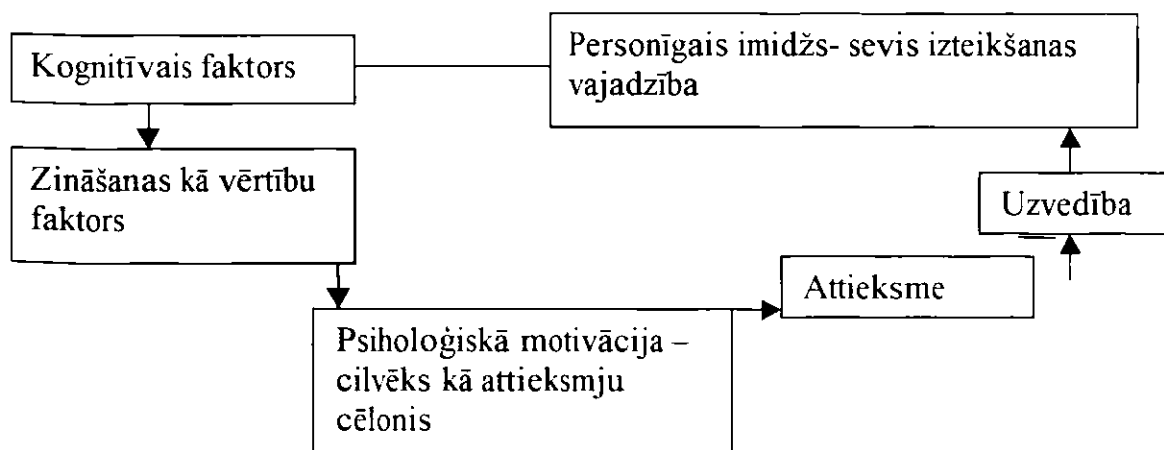 Kognitīvais faktors
Personīgais imidžs- sevis izteikšanas
vajadzība
Zināšanas kā vērtību
faktors
Uzvedība
Attieksme
Psiholoģiskā motivācija –
cilvēks kā attieksmju
cēlonis